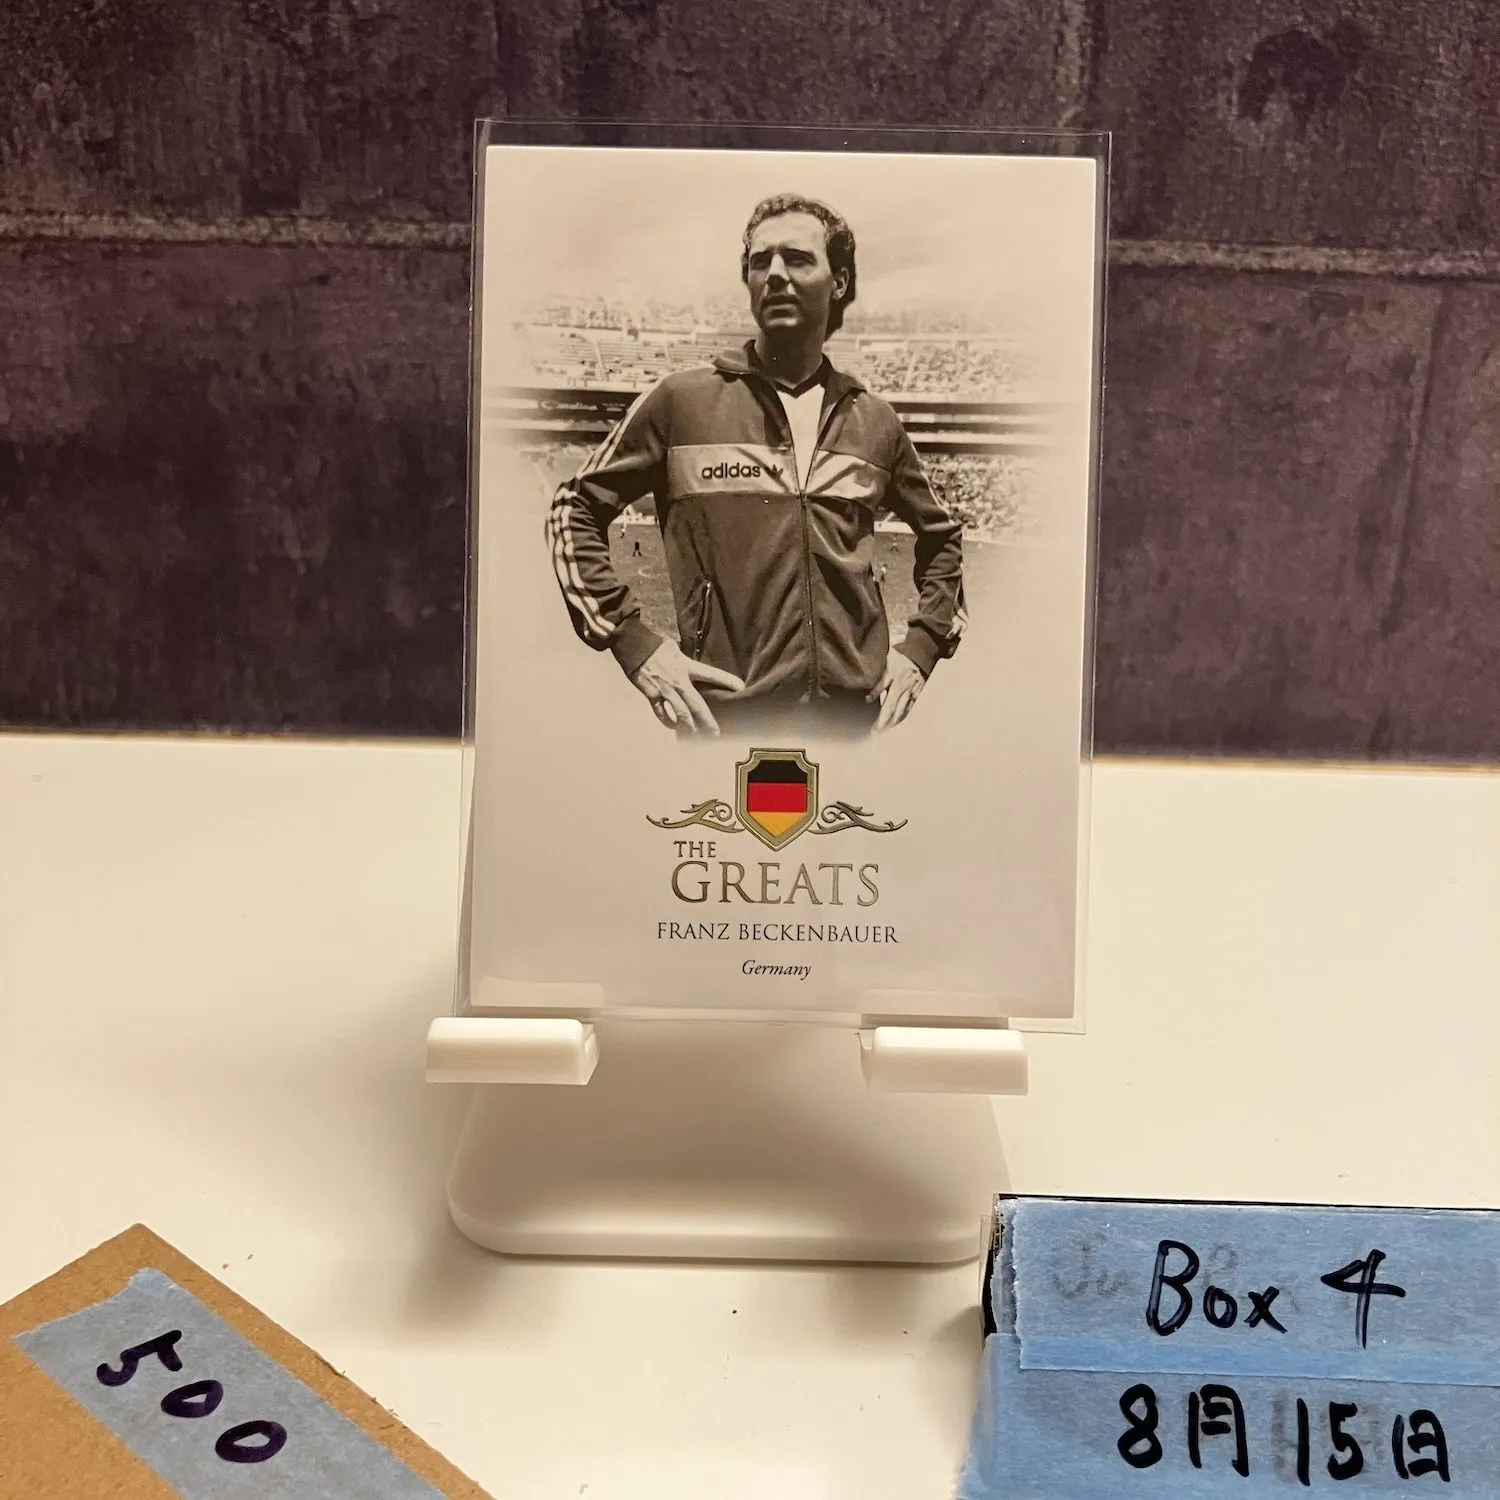 adidas
THE
GREATS
FRANZ BECKENBAUER
Germany
500
Box 4
8月15日